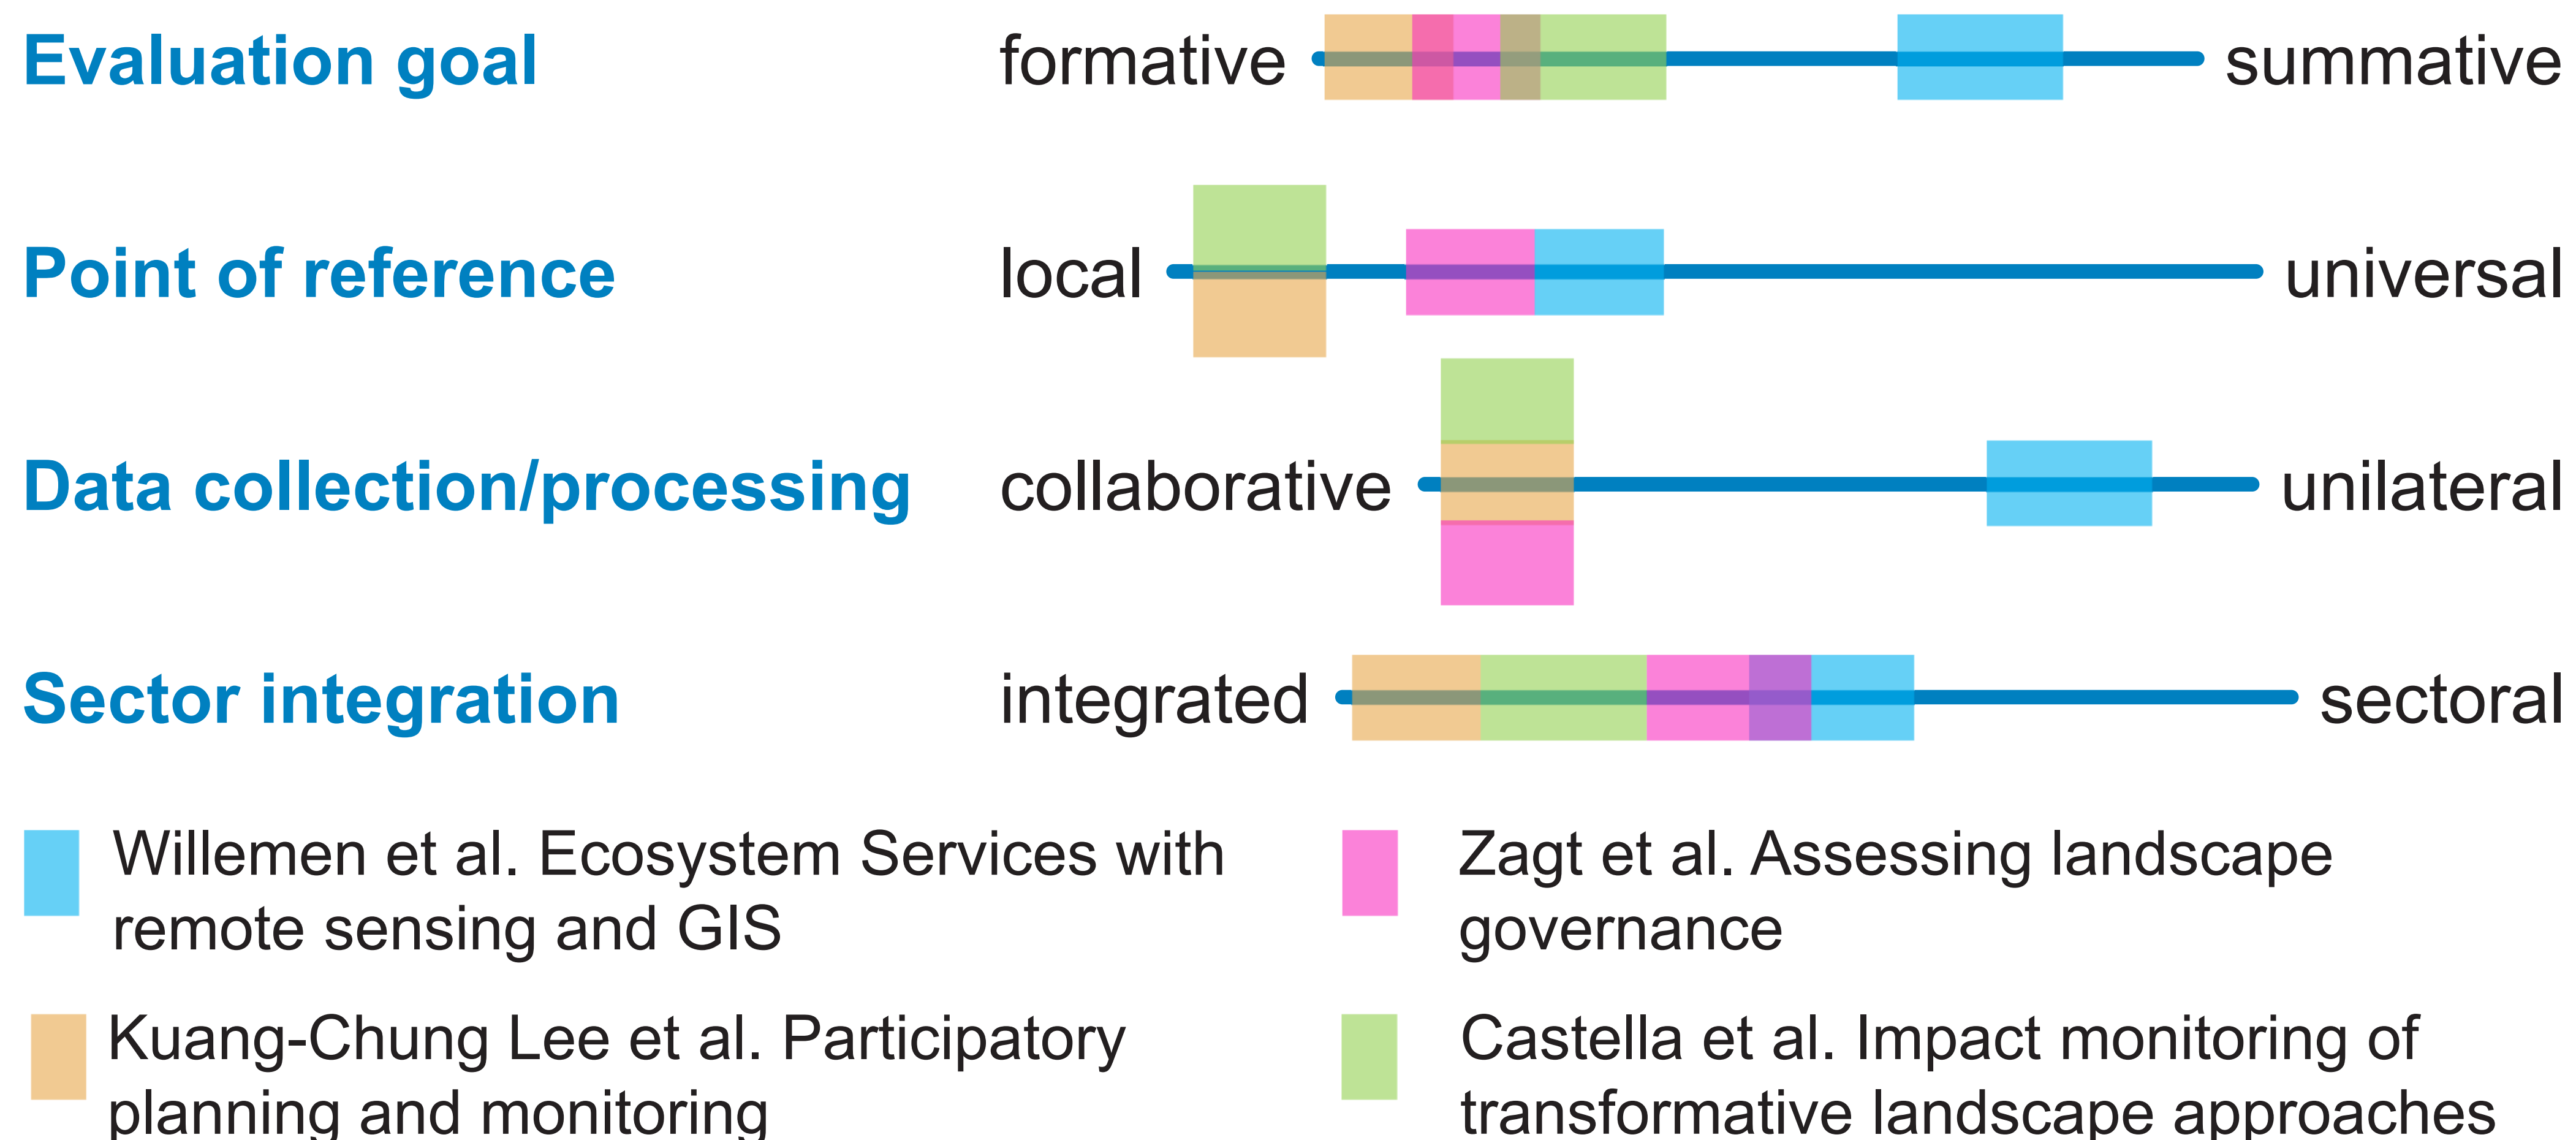 Evaluation goal formative summative
Point of reference local universal
Data collection/processing collaborative unilateral
Sector integration integrated sectoral
Willemen et al. Ecosystem Services with
remote sensing and GIS
Zagt et al. Assessing landscape
governance
Kuang-Chung Lee et al. Participatory
planning and monitoring
Castella et al. Impact monitoring of
transformative landscape approaches